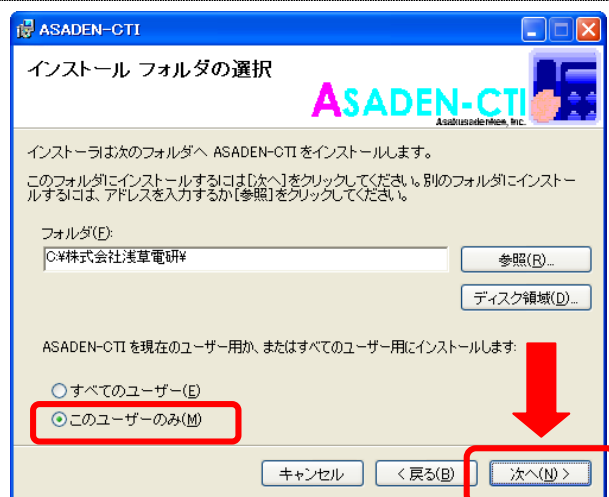 ASADEN-CTI
インストール フォルダの選択
ASADEN-CTI
Asakusadenken, Inc.
インストーラは次のフォルダへ ASADEN-CTI をインストールします。
このフォルダにインストールするには[次へ]をクリックしてください。別のフォルダにインストー
ルするには、アドレスを入力するか[参照]をクリックしてください。
フォルダ(F):
C:¥株式会社浅草電研¥
参照(R)...
ディスク領域(D)...
ASADEN-CTI を現在のユーザー用か、またはすべてのユーザー用にインストールします:
すべてのユーザー(E)
このユーザーのみ(M)
キャンセル
< 戻る(B)
次へ(N) >